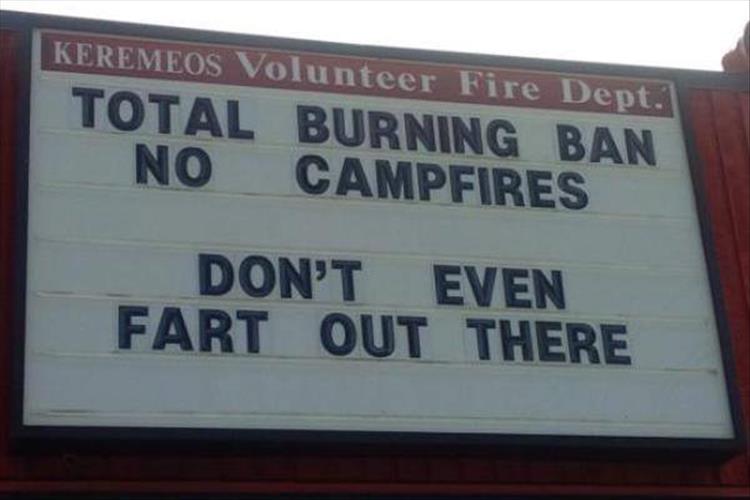 KEREMEOS Volunteer Fire Dept.
TOTAL BURNING BAN
NO CAMPFIRES
DON'T EVEN
FART OUT THERE